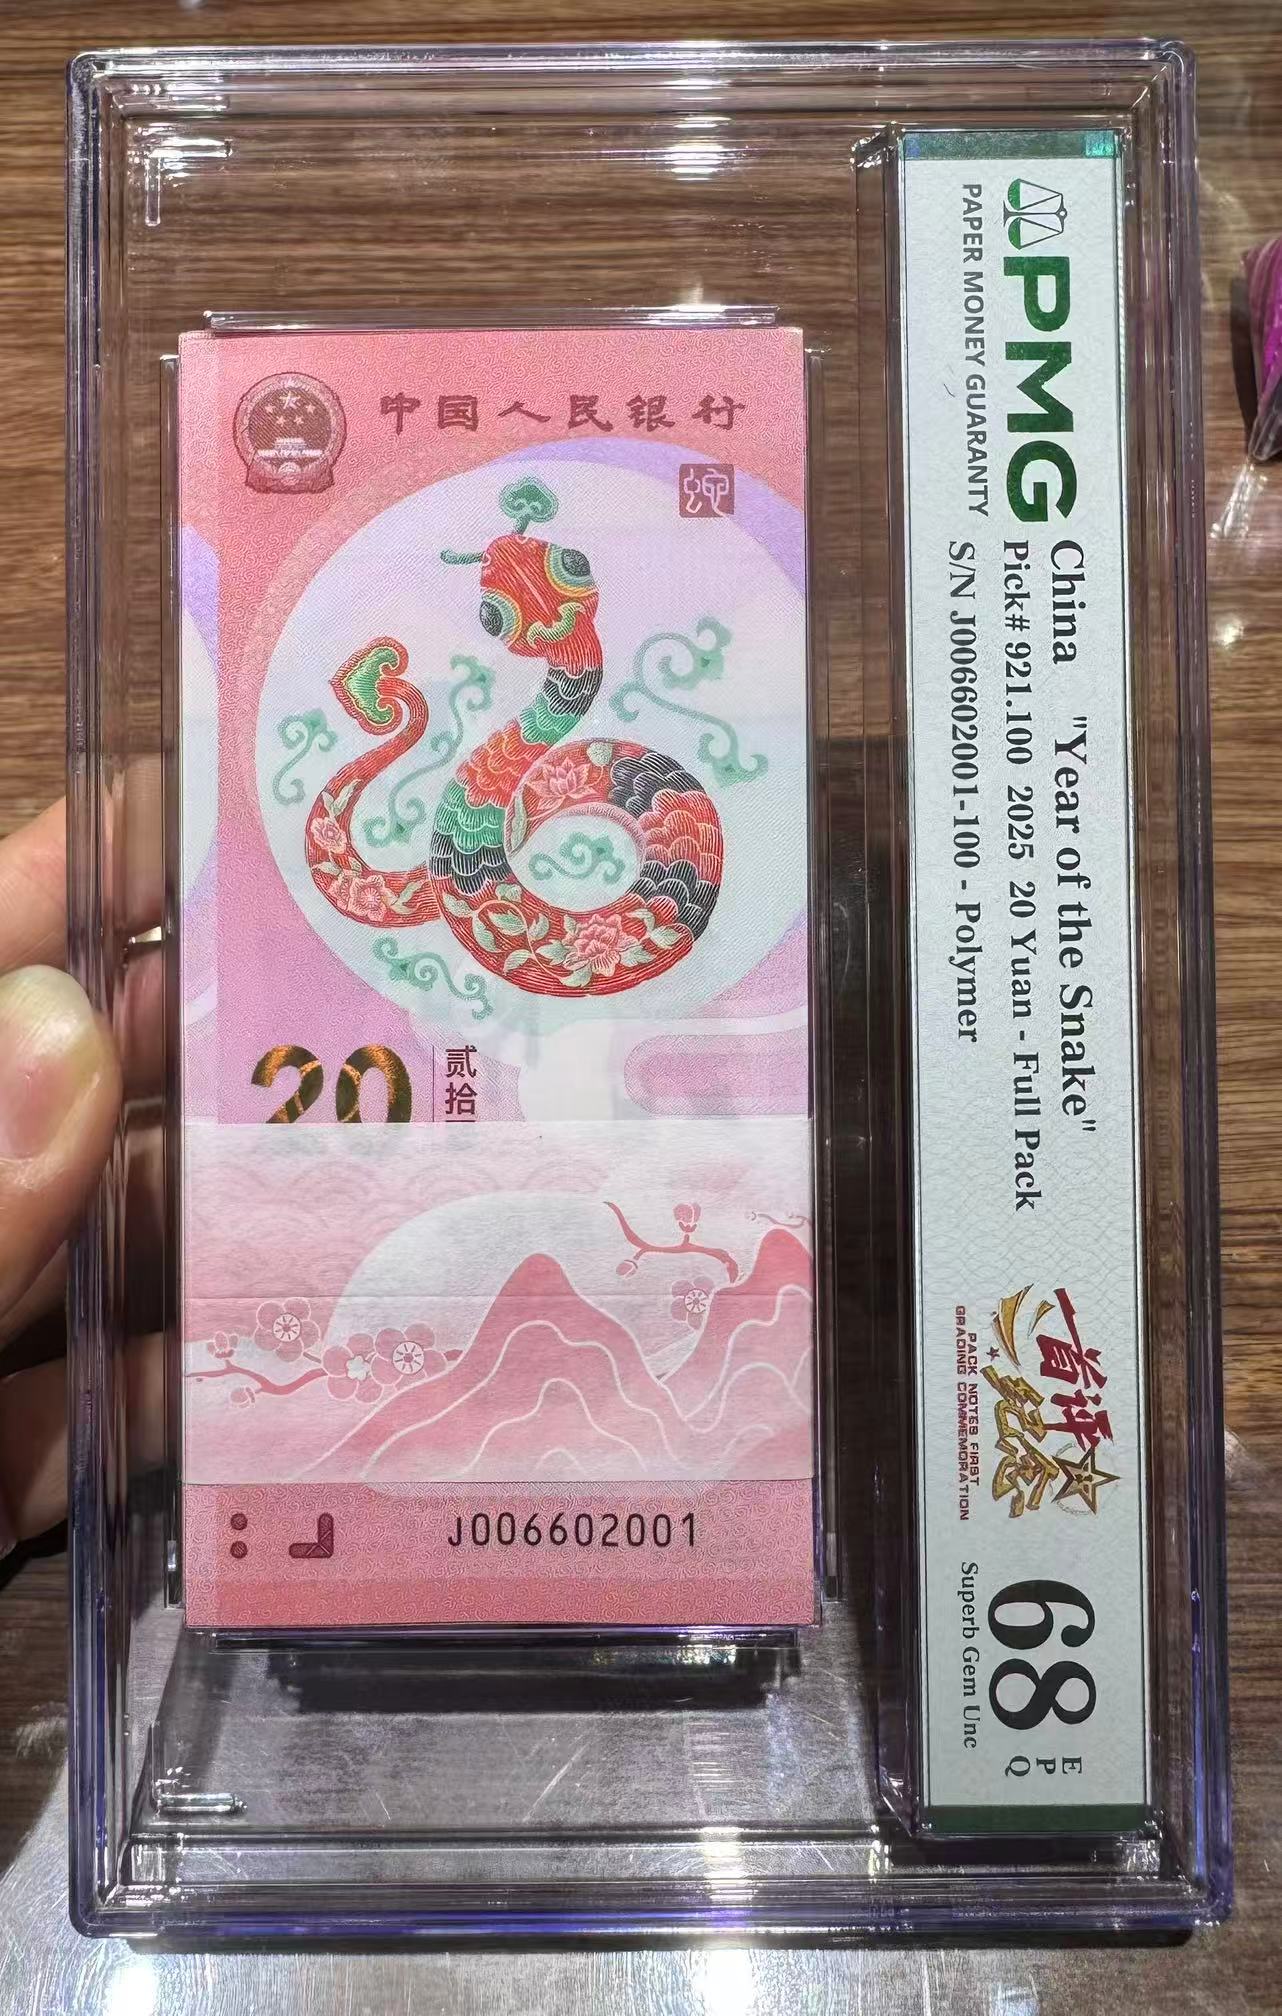 中国人民银行
蛇
20
贰拾
J006602001
PMG
PAPER MONEY GUARANTY
China "Year of the Snake"
Pick# 921.100 2025 20 Yuan - Full Pack
S/N J006602001-100 - Polymer
首评
纪念
PACK NOTES FIRST
GRADING COMMEMORATION
68
EPQ
Superb Gem Unc